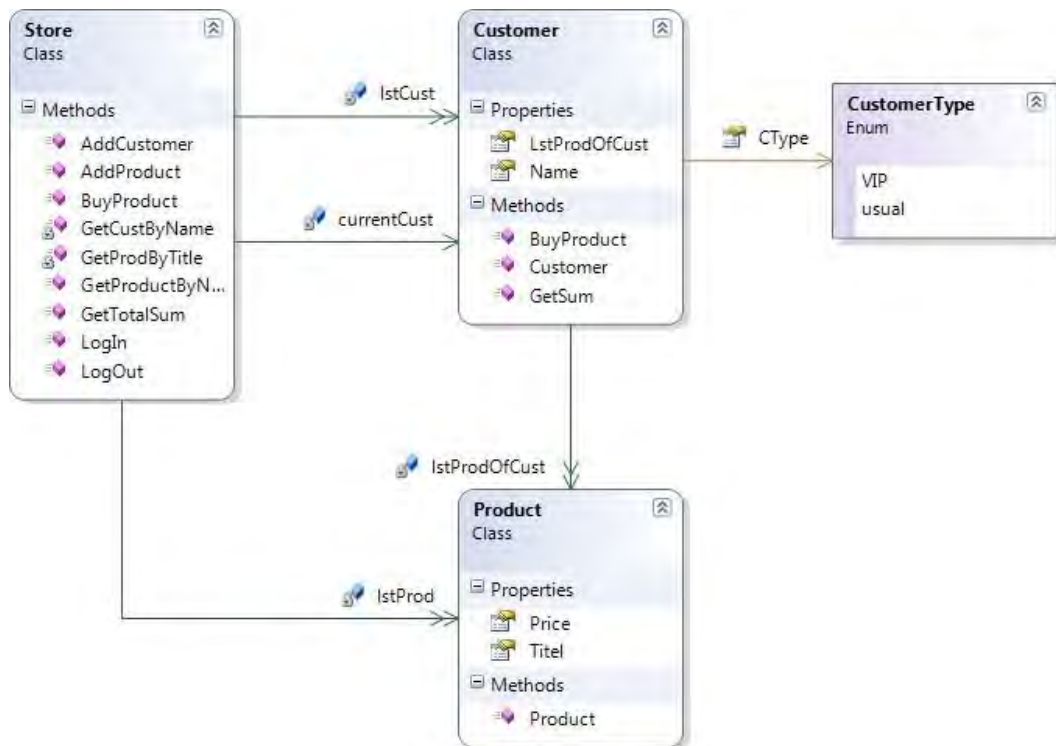 Store
Class
Methods
AddCustomer
AddProduct
BuyProduct
GetCustByName
GetProdByTitle
GetProductByN...
GetTotalSum
LogIn
LogOut
lstCust
currentCust
Customer
Class
Properties
LstProdOfCust
Name
Methods
BuyProduct
Customer
GetSum
CType
CustomerType
Enum
VIP
usual
lstProdOfCust
lstProd
Product
Class
Properties
Price
Titel
Methods
Product